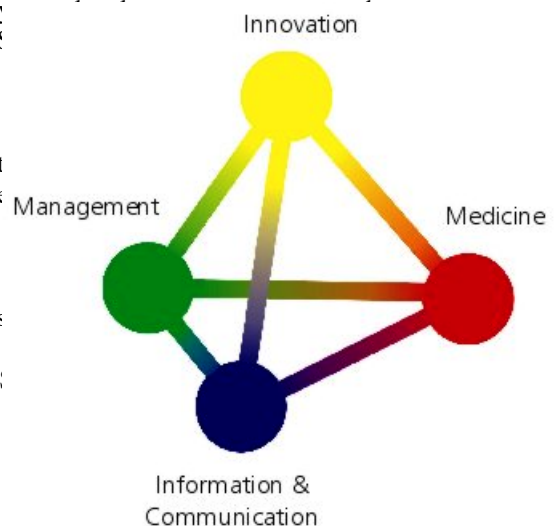 Innovation
Management
Medicine
Information &
Communication